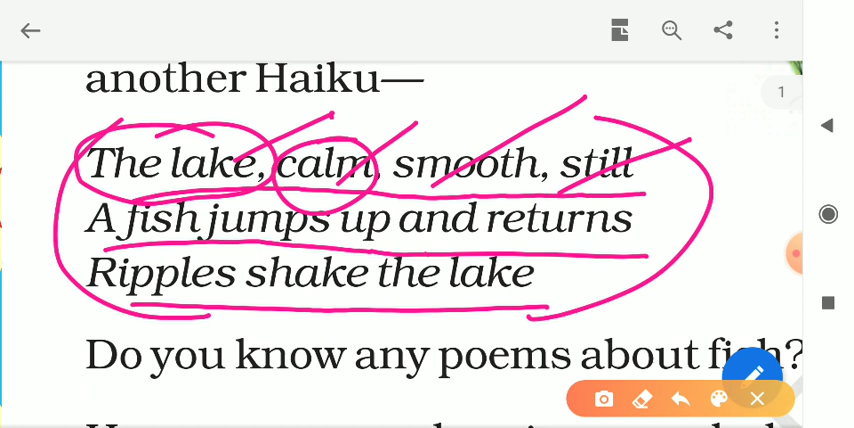 another Haiku—
1
The lake, calm, smooth, still
A fish jumps up and returns
Ripples shake the lake
Do you know any poems about fish?